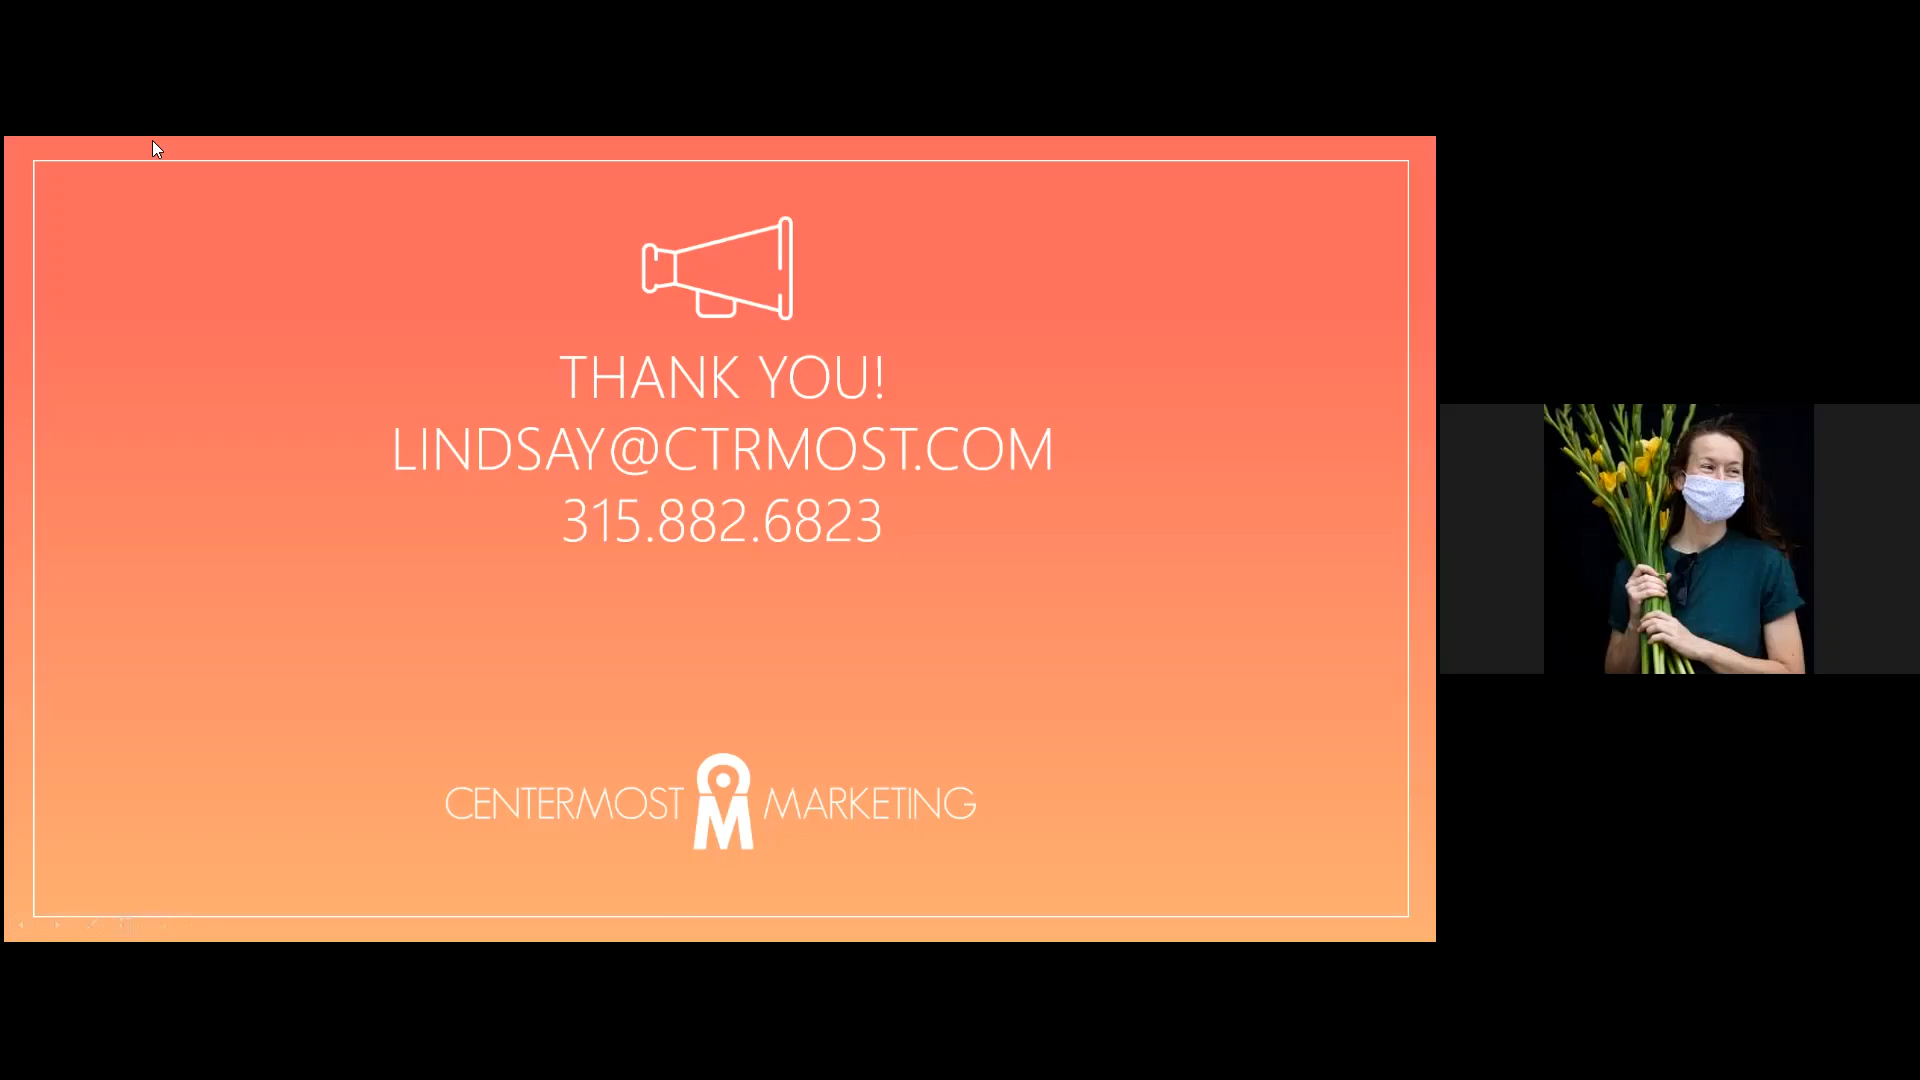 THANK YOU!
LINDSAY@CTRMOST.COM
315.882.6823
CENTERMOST M MARKETING